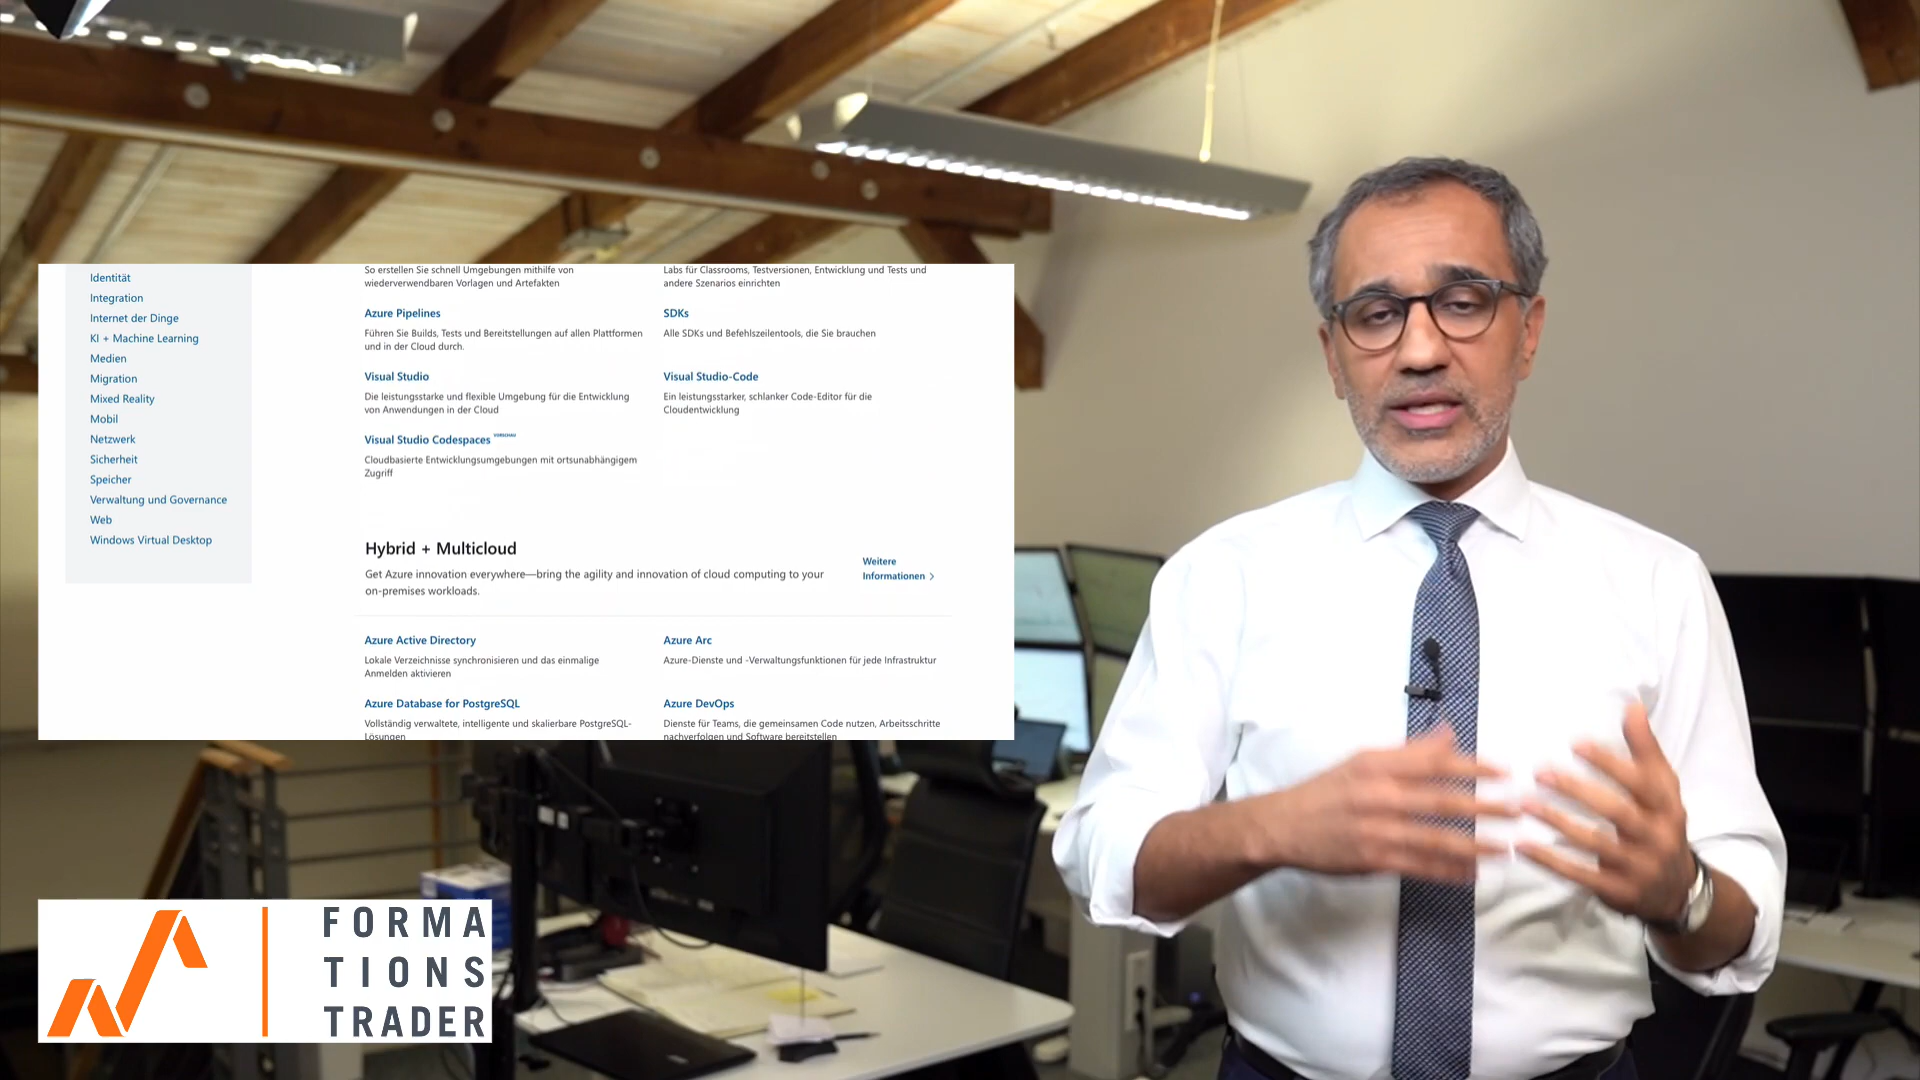 Identität
Integration
Internet der Dinge
KI + Machine Learning
Medien
Migration
Mixed Reality
Mobil
Netzwerk
Sicherheit
Speicher
Verwaltung und Governance
Web
Windows Virtual Desktop
So erstellen Sie schnell Umgebungen mithilfe von
wiederverwendbaren Vorlagen und Artefakten
Labs für Classrooms, Testversionen, Entwicklung und Tests und
andere Szenarios einrichten
Azure Pipelines
Führen Sie Builds, Tests und Bereitstellungen auf allen Plattformen
und in der Cloud durch.
SDKs
Alle SDKs und Befehlszeilentools, die Sie brauchen
Visual Studio
Die leistungsstarke und flexible Umgebung für die Entwicklung
von Anwendungen in der Cloud
Visual Studio-Code
Ein leistungsstarker, schlanker Code-Editor für die
Cloudentwicklung
Visual Studio Codespaces VORSCHAU
Cloudbasierte Entwicklungsumgebungen mit ortsunabhängigem
Zugriff
Hybrid + Multicloud
Get Azure innovation everywhere—bring the agility and innovation of cloud computing to your
on-premises workloads.
Weitere
Informationen >
Azure Active Directory
Lokale Verzeichnisse synchronisieren und das einmalige
Anmelden aktivieren
Azure Arc
Azure-Dienste und -Verwaltungsfunktionen für jede Infrastruktur
Azure Database for PostgreSQL
Vollständig verwaltete, intelligente und skalierbare PostgreSQL-
Lösungen
Azure DevOps
Dienste für Teams, die gemeinsamen Code nutzen, Arbeitsschritte
nachverfolgen und Software bereitstellen
FORMA
TIONS
TRADER